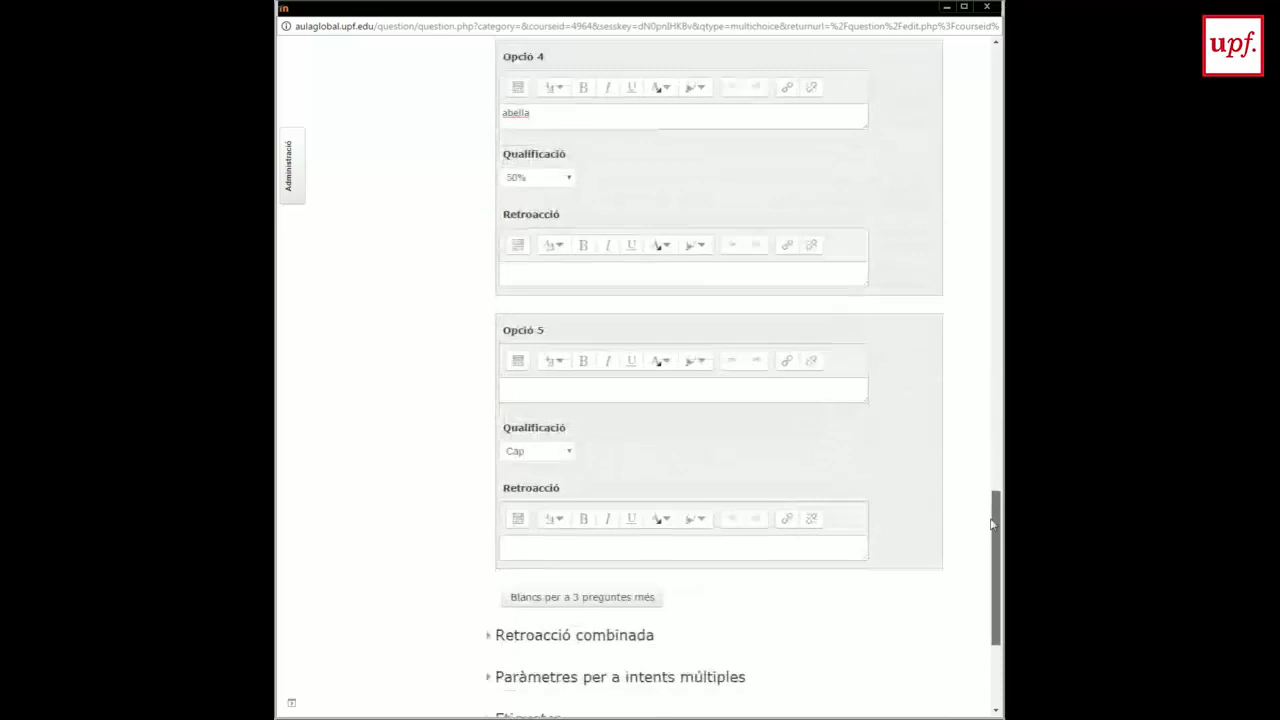 aulaglobal.upf.edu/question/question.php?category=&courseid=4964&sesskey=dN0pnlHKBv&qtype=multichoice&returnurl=%2Fquestion%2Fedit.php%3Fcourseid%
upf.
Opció 4
abella
Administració
Qualificació
50%
Retroacció
Opció 5
Qualificació
Cap
Retroacció
Blancs per a 3 preguntes més
Retroacció combinada
Paràmetres per a intents múltiples
Etiquetes